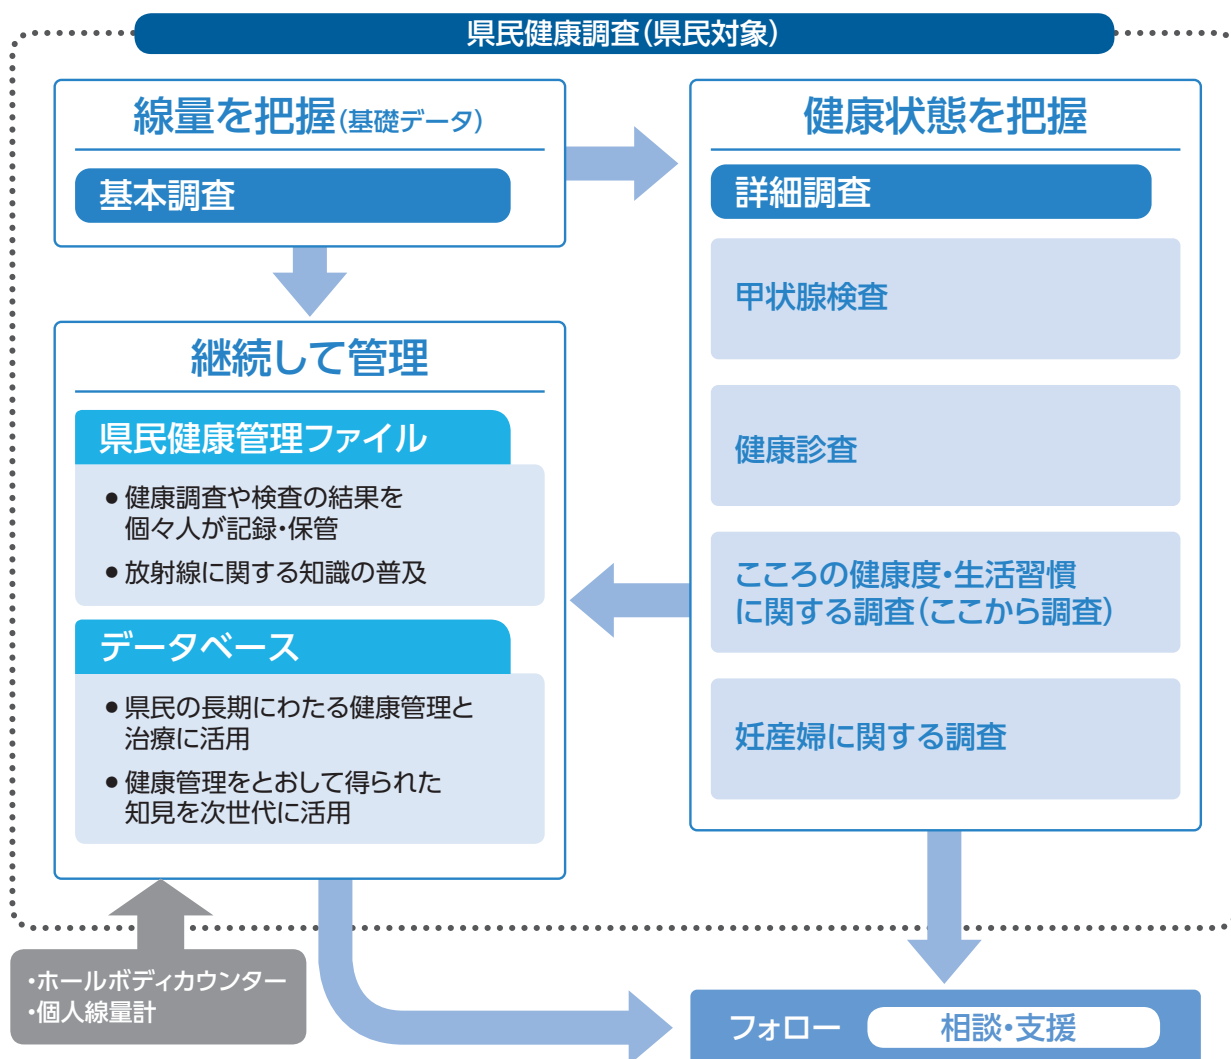 県民健康調査(県民対象)
線量を把握(基礎データ)
基本調査
健康状態を把握
詳細調査
甲状腺検査
健康診査
こころの健康度・生活習慣
に関する調査(ここから調査)
妊産婦に関する調査
継続して管理
県民健康管理ファイル
● 健康調査や検査の結果を
個々人が記録・保管
● 放射線に関する知識の普及
データベース
● 県民の長期にわたる健康管理と
治療に活用
● 健康管理をとおして得られた
知見を次世代に活用
・ホールボディカウンター
・個人線量計
フォロー 相談・支援